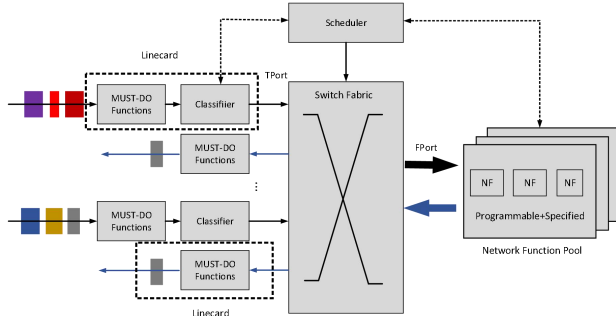 Scheduler
Linecard
TPort
MUST-DO
Functions
Classifiier
Switch Fabric
MUST-DO
Functions
FPort
NF
NF
NF
Programmable+Specified
Network Function Pool
...
MUST-DO
Functions
Classifier
MUST-DO
Functions
Linecard